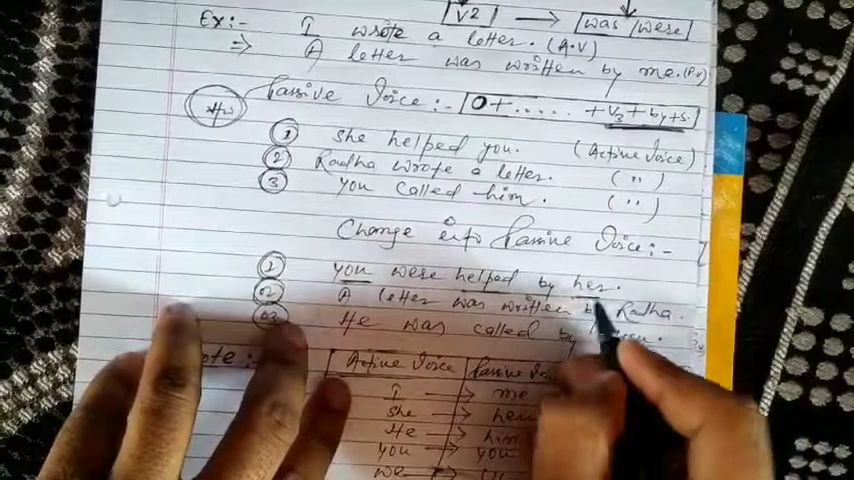 V2 → was/were
Ex:- I wrote a letter. (A.V)
⇒ A letter was written by me. (P.V)
Passive Voice :- O + ...... + V3 + by + S.
① she helped you. (Active Voice)
② Radha wrote a letter. ( '' )
③ you called him. ( '' )
Change into Passive Voice :-
① you were helped by her.
② A letter was written by Radha.
③ He was called by
Note :-
Active Voice Passive Voice
I → me
she → her
He → him
you → you
we →